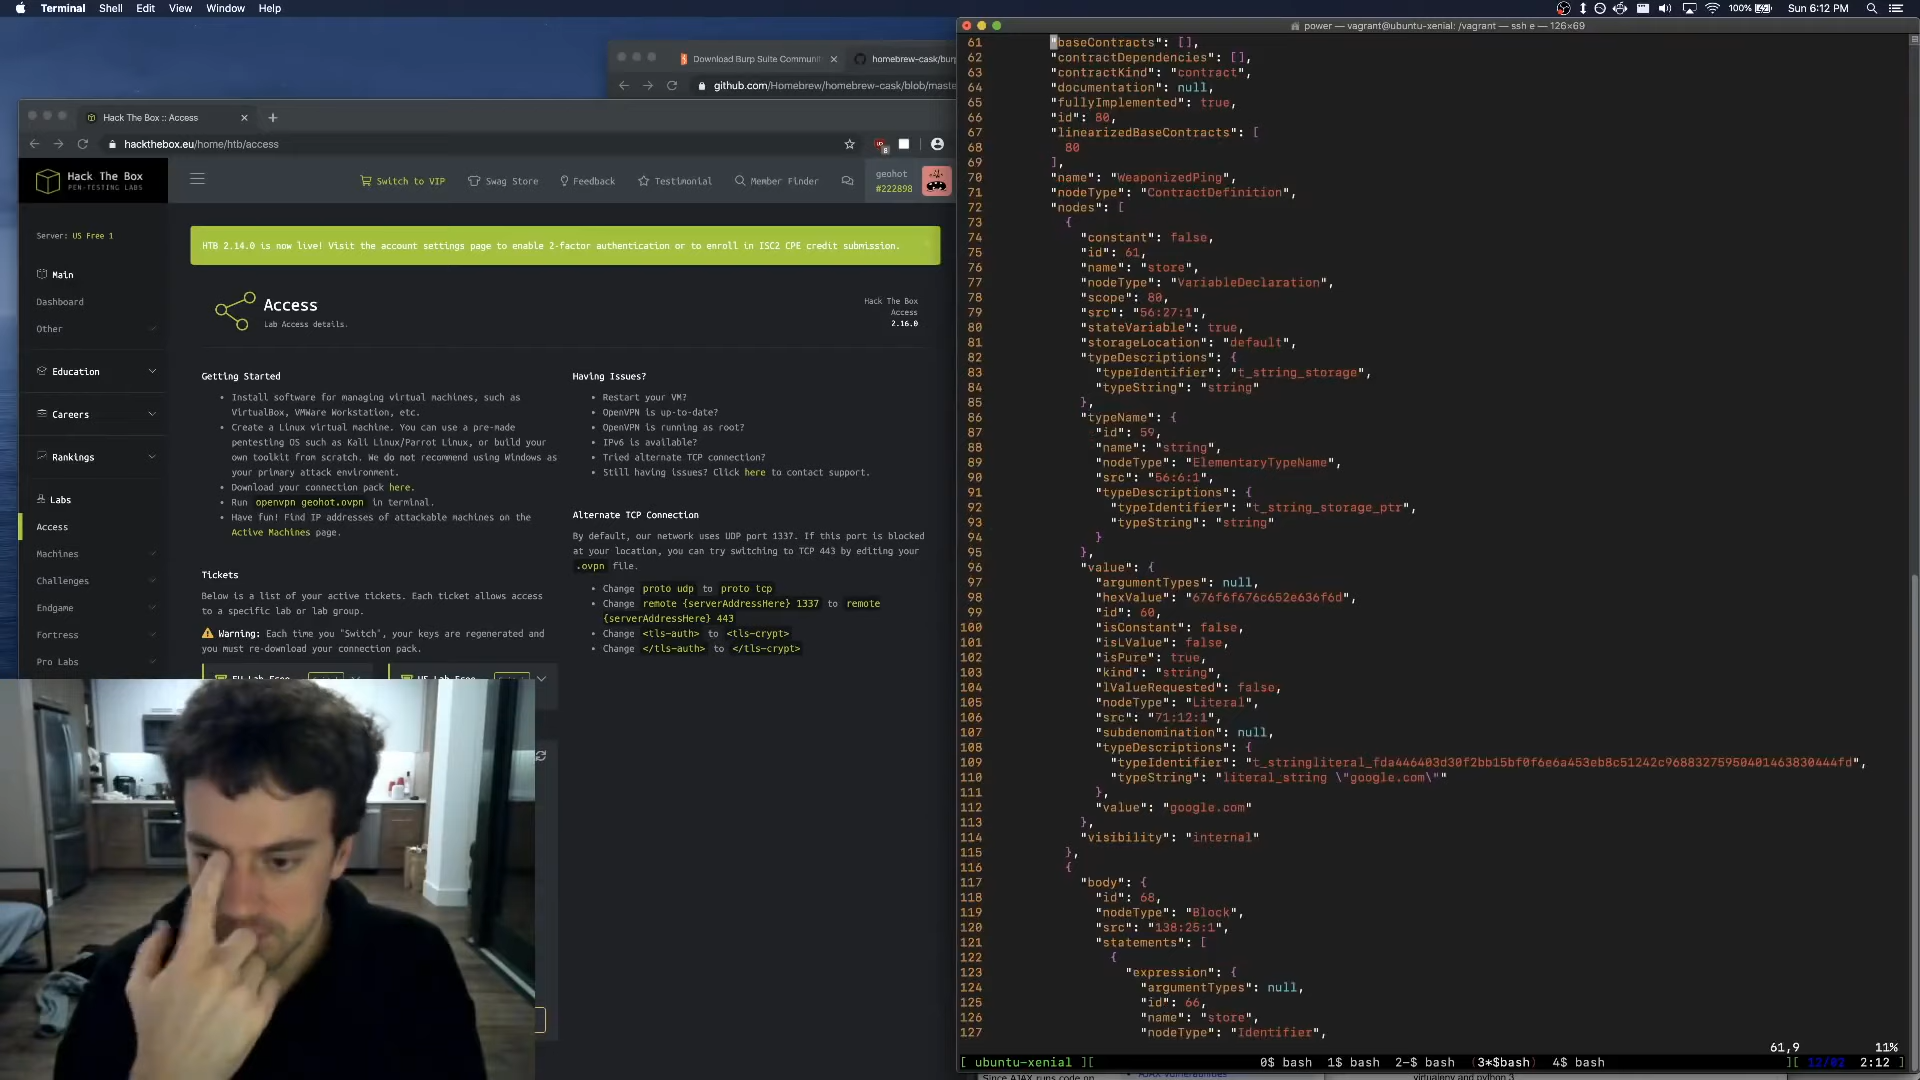 Terminal Shell Edit View Window Help
100% Sun 6:12 PM
power — vagrant@ubuntu-xenial: /vagrant — ssh e — 126×69
Download Burp Suite Communi
homebrew-cask/bur
github.com/Homebrew/homebrew-cask/blob/maste
Hack The Box :: Access
hackthebox.eu/home/htb/access
Hack The Box
PEN-TESTING LABS
Switch to VIP
Swag Store
Feedback
Testimonial
Member Finder
geohot
#222898
Server: US Free 1
Main
Dashboard
Other
Education
Careers
Rankings
Labs
Access
Machines
Challenges
Endgame
Fortress
Pro Labs
HTB 2.14.0 is now live! Visit the account settings page to enable 2-factor authentication or to enroll in ISC2 CPE credit submission.
Access
Lab Access details.
Hack The Box
Access
2.16.0
Getting Started
Install software for managing virtual machines, such as
VirtualBox, VMWare Workstation, etc.
Create a Linux virtual machine. You can use a pre-made
pentesting OS such as Kali Linux/Parrot Linux, or build your
own toolkit from scratch. We do not recommend using Windows as
your primary attack environment.
Download your connection pack here.
Run openvpn geohot.ovpn in terminal.
Have fun! Find IP addresses of attackable machines on the
Active Machines page.
Tickets
Below is a list of your active tickets. Each ticket allows access
to a specific lab or lab group.
Warning: Each time you "Switch", your keys are regenerated and
you must re-download your connection pack.
Having Issues?
Restart your VM?
OpenVPN is up-to-date?
OpenVPN is running as root?
IPv6 is available?
Tried alternate TCP connection?
Still having issues? Click here to contact support.
Alternate TCP Connection
By default, our network uses UDP port 1337. If this port is blocked
at your location, you can try switching to TCP 443 by editing your
.ovpn file.
Change proto udp to proto tcp
Change remote {serverAddressHere} 1337 to remote
{serverAddressHere} 443
Change <tls-auth> to <tls-crypt>
Change </tls-auth> to </tls-crypt>
61 "baseContracts": [],
62 "contractDependencies": [],
63 "contractKind": "contract",
64 "documentation": null,
65 "fullyImplemented": true,
66 "id": 80,
67 "linearizedBaseContracts": [
68 80
69 ],
70 "name": "WeaponizedPing",
71 "nodeType": "ContractDefinition",
72 "nodes": [
73 {
74 "constant": false,
75 "id": 61,
76 "name": "store",
77 "nodeType": "VariableDeclaration",
78 "scope": 80,
79 "src": "56:27:1",
80 "stateVariable": true,
81 "storageLocation": "default",
82 "typeDescriptions": {
83 "typeIdentifier": "t_string_storage",
84 "typeString": "string"
85 },
86 "typeName": {
87 "id": 59,
88 "name": "string",
89 "nodeType": "ElementaryTypeName",
90 "src": "56:6:1",
91 "typeDescriptions": {
92 "typeIdentifier": "t_string_storage_ptr",
93 "typeString": "string"
94 }
95 },
96 "value": {
97 "argumentTypes": null,
98 "hexValue": "676f6f676c652e636f6d",
99 "id": 60,
100 "isConstant": false,
101 "isLValue": false,
102 "isPure": true,
103 "kind": "string",
104 "lValueRequested": false,
105 "nodeType": "Literal",
106 "src": "71:12:1",
107 "subdenomination": null,
108 "typeDescriptions": {
109 "typeIdentifier": "t_stringliteral_fda446403d30f2bb15bf0f6e6a453eb8c51242c968832759504014638​30444fd",
110 "typeString": "literal_string \"google.com\""
111 },
112 "value": "google.com"
113 },
114 "visibility": "internal"
115 },
116 {
117 "body": {
118 "id": 68,
119 "nodeType": "Block",
120 "src": "138:25:1",
121 "statements": [
122 {
123 "expression": {
124 "argumentTypes": null,
125 "id": 66,
126 "name": "store",
127 "nodeType": "Identifier",
61,9 11%
[ ubuntu-xenial ][ 0$ bash 1$ bash 2-$ bash (3*$bash) 4$ bash ][ 12/02 2:12 ]